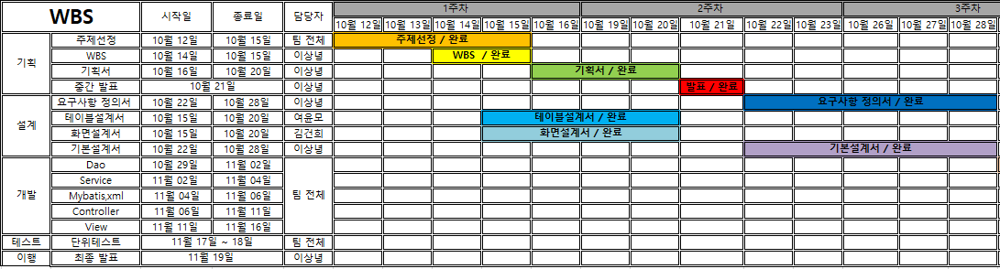 WBS 시작일 종료일 담당자 1주차 2주차 3주차
10월 12일 10월 13일 10월 14일 10월 15일 10월 16일 10월 19일 10월 20일 10월 21일 10월 22일 10월 23일 10월 26일 10월 27일 10월 28일
기획 주제선정 10월 12일 10월 15일 팀 전체 주제선정 / 완료
WBS 10월 14일 10월 15일 이상녕 WBS / 완료
기획서 10월 16일 10월 20일 이상녕 기획서 / 완료
중간 발표 10월 21일 이상녕 발표 / 완료
설계 요구사항 정의서 10월 22일 10월 28일 이상녕 요구사항 정의서 / 완료
테이블설계서 10월 15일 10월 20일 여윤모 테이블설계서 / 완료
화면설계서 10월 15일 10월 20일 김건희 화면설계서 / 완료
기본설계서 10월 22일 10월 28일 이상녕 기본설계서 / 완료
개발 Dao 10월 29일 11월 02일 팀 전체
Service 11월 02일 11월 04일
Mybatis,xml 11월 04일 11월 06일
Controller 11월 06일 11월 11일
View 11월 11일 11월 16일
테스트 단위테스트 11월 17일 ~ 18일 팀 전체
이행 최종 발표 11월 19일 이상녕